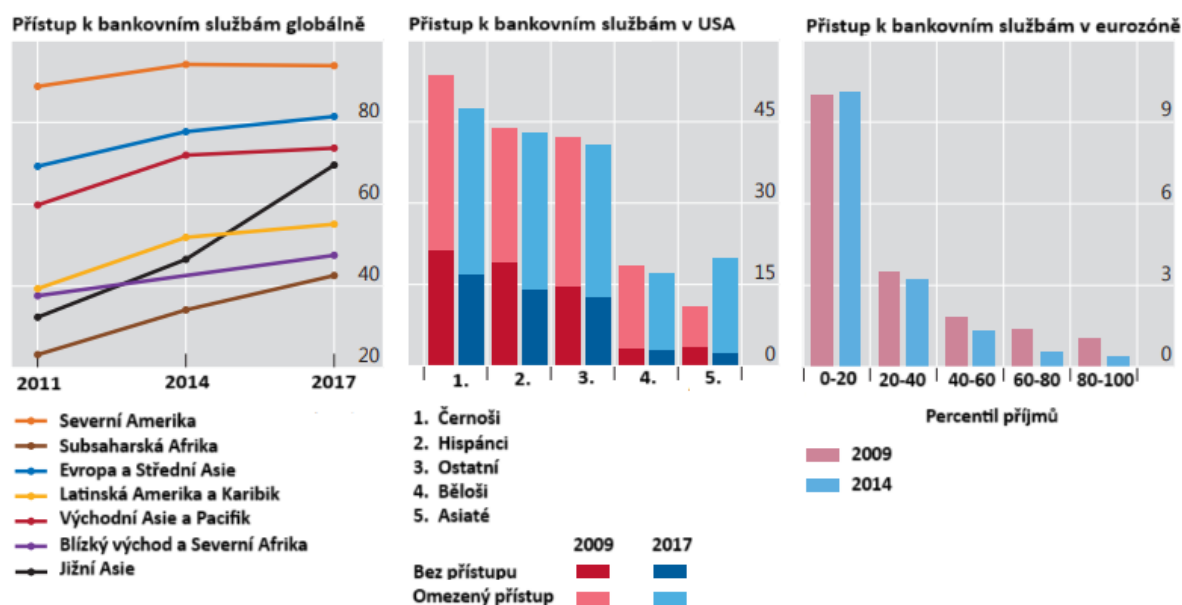 Přístup k bankovním službám globálně
80
60
40
20
2011 2014 2017
Severní Amerika
Subsaharská Afrika
Evropa a Střední Asie
Latinská Amerika a Karibik
Východní Asie a Pacifik
Blízký východ a Severní Afrika
Jižní Asie
Přistup k bankovním službám v USA
45
30
15
0
1. 2. 3. 4. 5.
1. Černoši
2. Hispánci
3. Ostatní
4. Běloši
5. Asiaté
2009 2017
Bez přístupu
Omezený přístup
Přistup k bankovním službám v eurozóně
9
6
3
0
0-20 20-40 40-60 60-80 80-100
Percentil příjmů
2009
2014